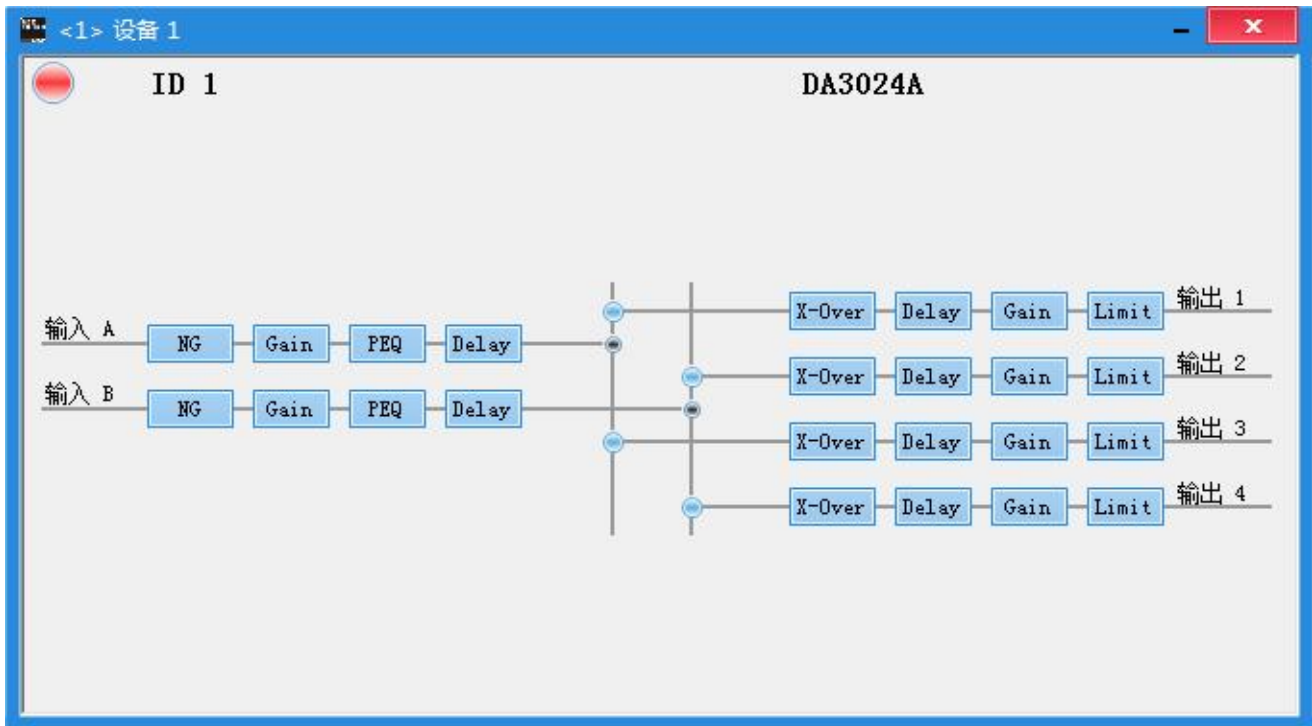 <1> 设备 1
ID 1 DA3024A
输出 1
X-Over Delay Gain Limit
输入 A
NG Gain PEQ Delay
输出 2
X-Over Delay Gain Limit
输入 B
NG Gain PEQ Delay
输出 3
X-Over Delay Gain Limit
输出 4
X-Over Delay Gain Limit